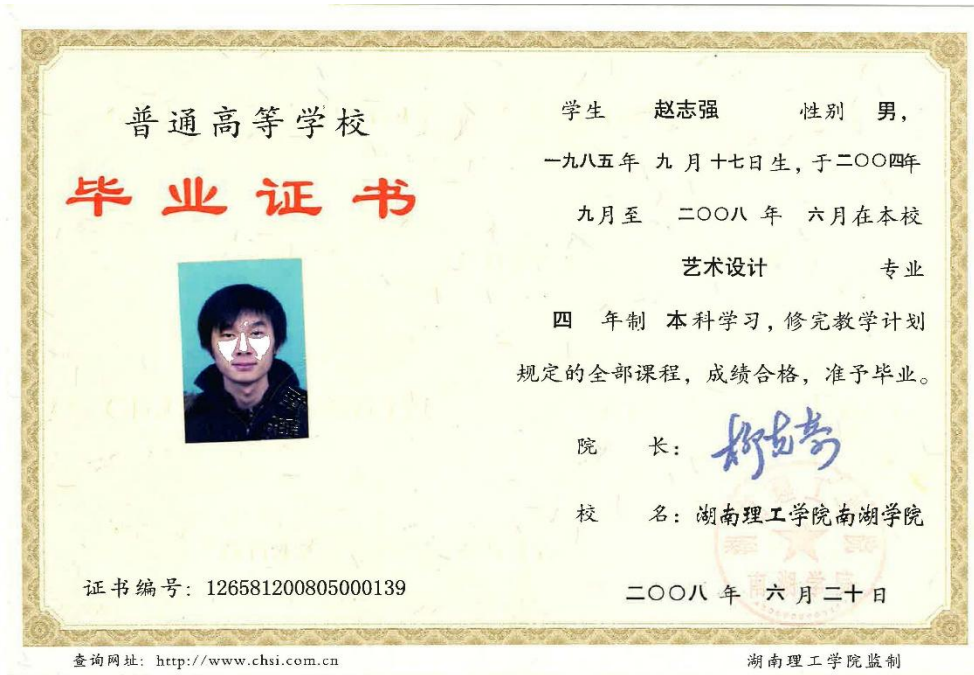 普通高等学校
毕业证书
学生 赵志强 性别 男，
一九八五年 九 月 十七日生，于二〇〇四年
九月至 二〇〇八 年 六月在本校
艺术设计 专业
四 年制 本科学习，修完教学计划
规定的全部课程，成绩合格，准予毕业。
院 长：
校 名：湖南理工学院南湖学院
证书编号：126581200805000139
二〇〇八 年 六 月 二十 日
查询网址：http://www.chsi.com.cn
湖南理工学院监制